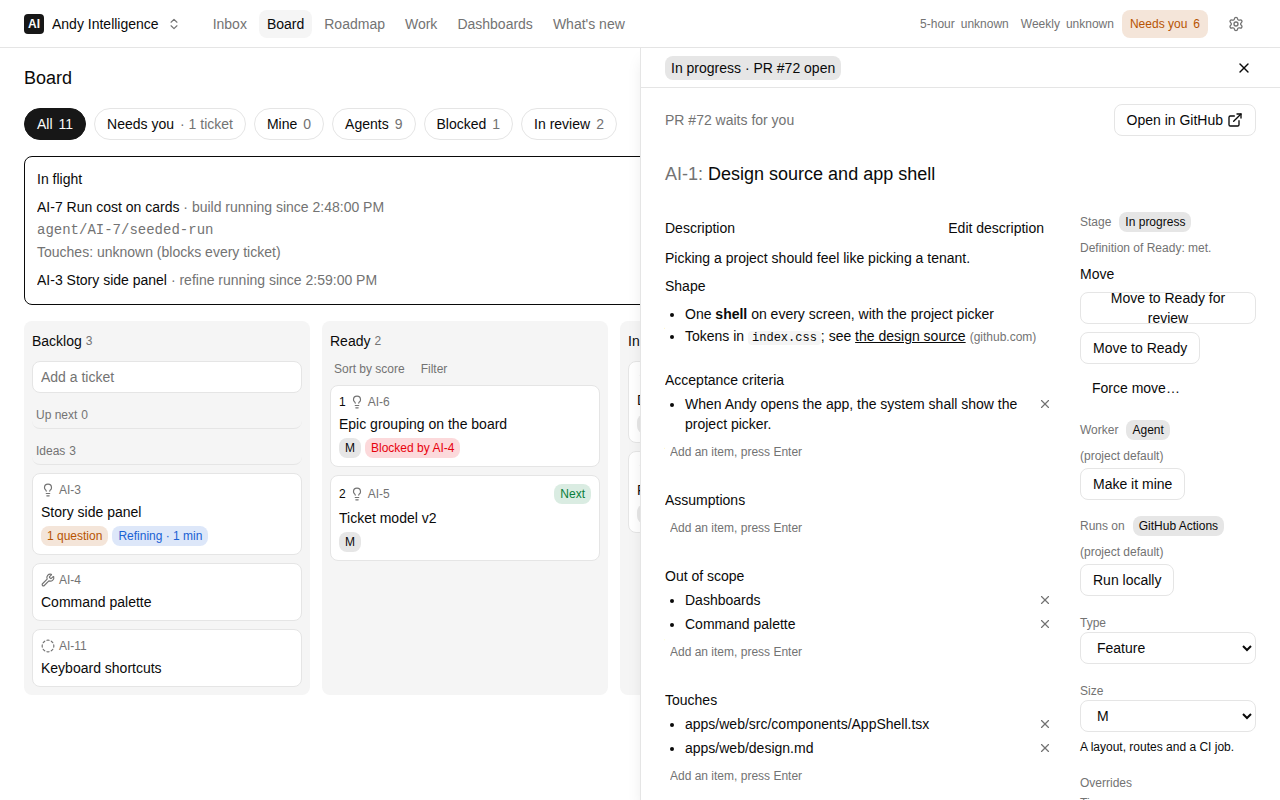 AI Andy Intelligence Inbox Board Roadmap Work Dashboards What's new 5-hour unknown Weekly unknown Needs you 6
Board
All 11 Needs you · 1 ticket Mine 0 Agents 9 Blocked 1 In review 2
In flight
AI-7 Run cost on cards · build running since 2:48:00 PM
agent/AI-7/seeded-run
Touches: unknown (blocks every ticket)
AI-3 Story side panel · refine running since 2:59:00 PM
Backlog 3
Add a ticket
Up next 0
Ideas 3
AI-3
Story side panel
1 question Refining · 1 min
AI-4
Command palette
AI-11
Keyboard shortcuts
Ready 2
Sort by score Filter
1 AI-6
Epic grouping on the board
M Blocked by AI-4
2 AI-5 Next
Ticket model v2
M
In progress · PR #72 open
PR #72 waits for you Open in GitHub
AI-1: Design source and app shell
Description Edit description
Picking a project should feel like picking a tenant.
Shape
• One shell on every screen, with the project picker
• Tokens in index.css; see the design source (github.com)
Acceptance criteria
• When Andy opens the app, the system shall show the
project picker.
Add an item, press Enter
Assumptions
Add an item, press Enter
Out of scope
• Dashboards
• Command palette
Add an item, press Enter
Touches
• apps/web/src/components/AppShell.tsx
• apps/web/design.md
Add an item, press Enter
Stage In progress
Definition of Ready: met.
Move
Move to Ready for
review
Move to Ready
Force move…
Worker Agent
(project default)
Make it mine
Runs on GitHub Actions
(project default)
Run locally
Type
Feature
Size
M
A layout, routes and a CI job.
Overrides